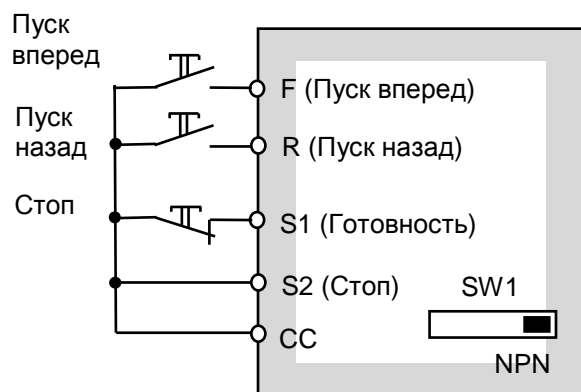 Пуск
вперед
F (Пуск вперед)
Пуск
назад
R (Пуск назад)
Стоп
S1 (Готовность)
S2 (Стоп)
SW1
CC
NPN